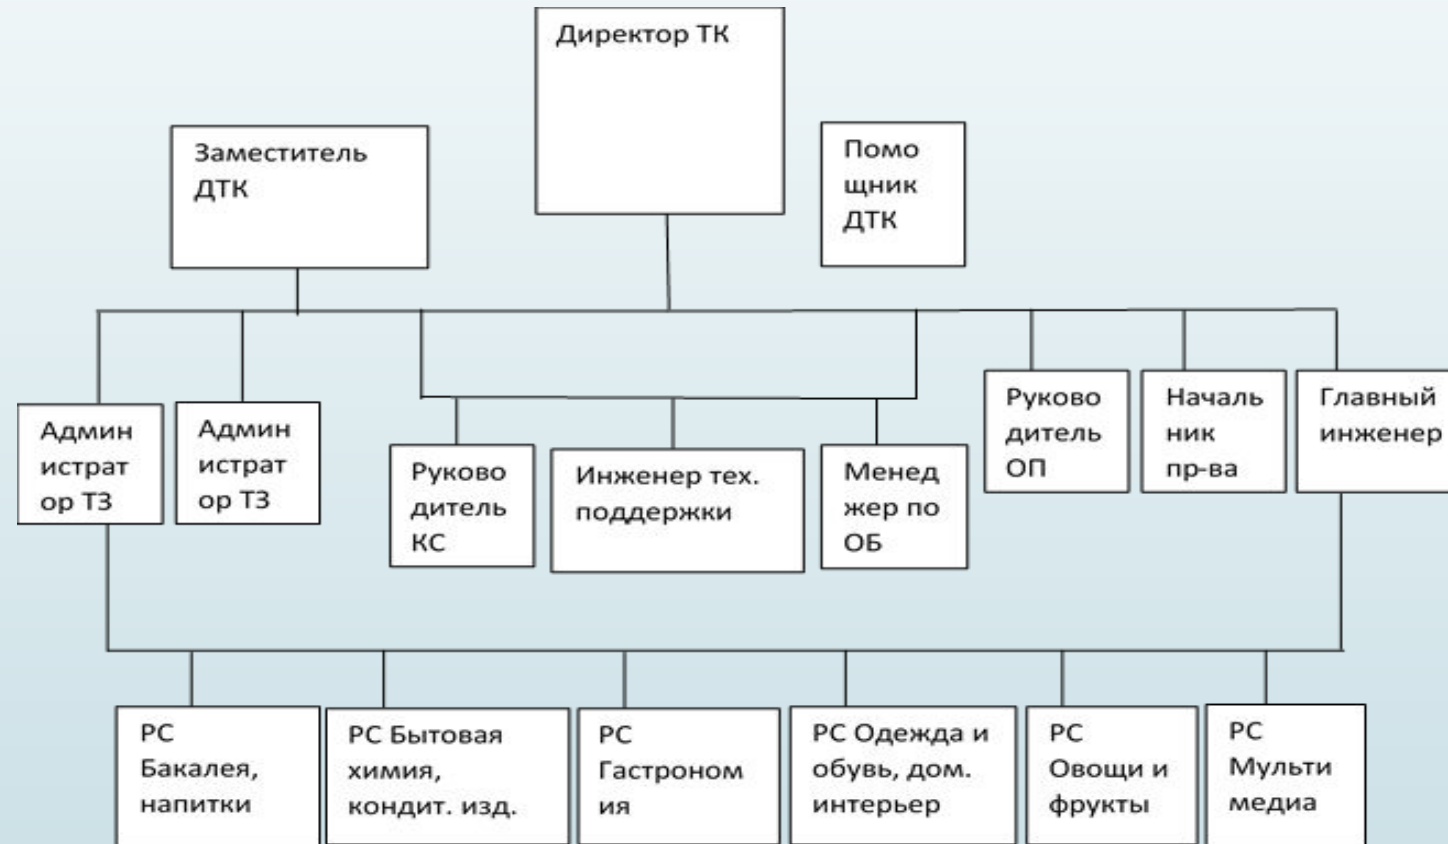 Директор ТК
Заместитель
ДТК
Помо
щник
ДТК
Админ
истрат
ор ТЗ
Админ
истрат
ор ТЗ
Руково
дитель
КС
Инженер тех.
поддержки
Менед
жер по
ОБ
Руково
дитель
ОП
Началь
ник
пр-ва
Главный
инженер
РС
Бакалея,
напитки
РС Бытовая
химия,
кондит. изд.
РС
Гастроном
ия
РС Одежда и
обувь, дом.
интерьер
РС
Овощи и
фрукты
РС
Мульти
медиа